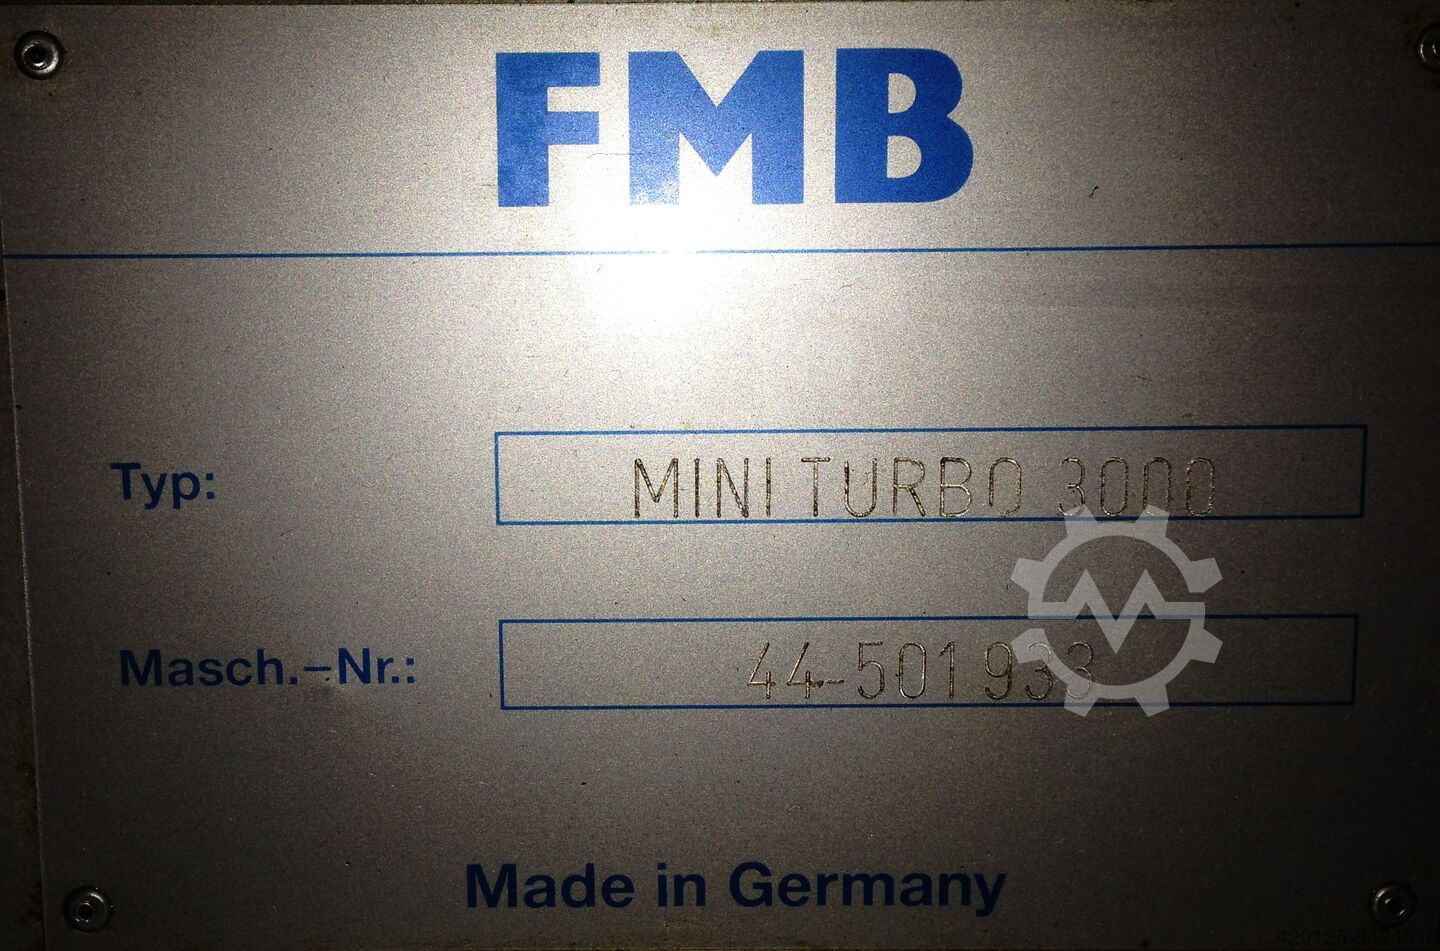 FMB
Typ: MINI TURBO 3000
Masch.–Nr.: 44-501933
Made in Germany